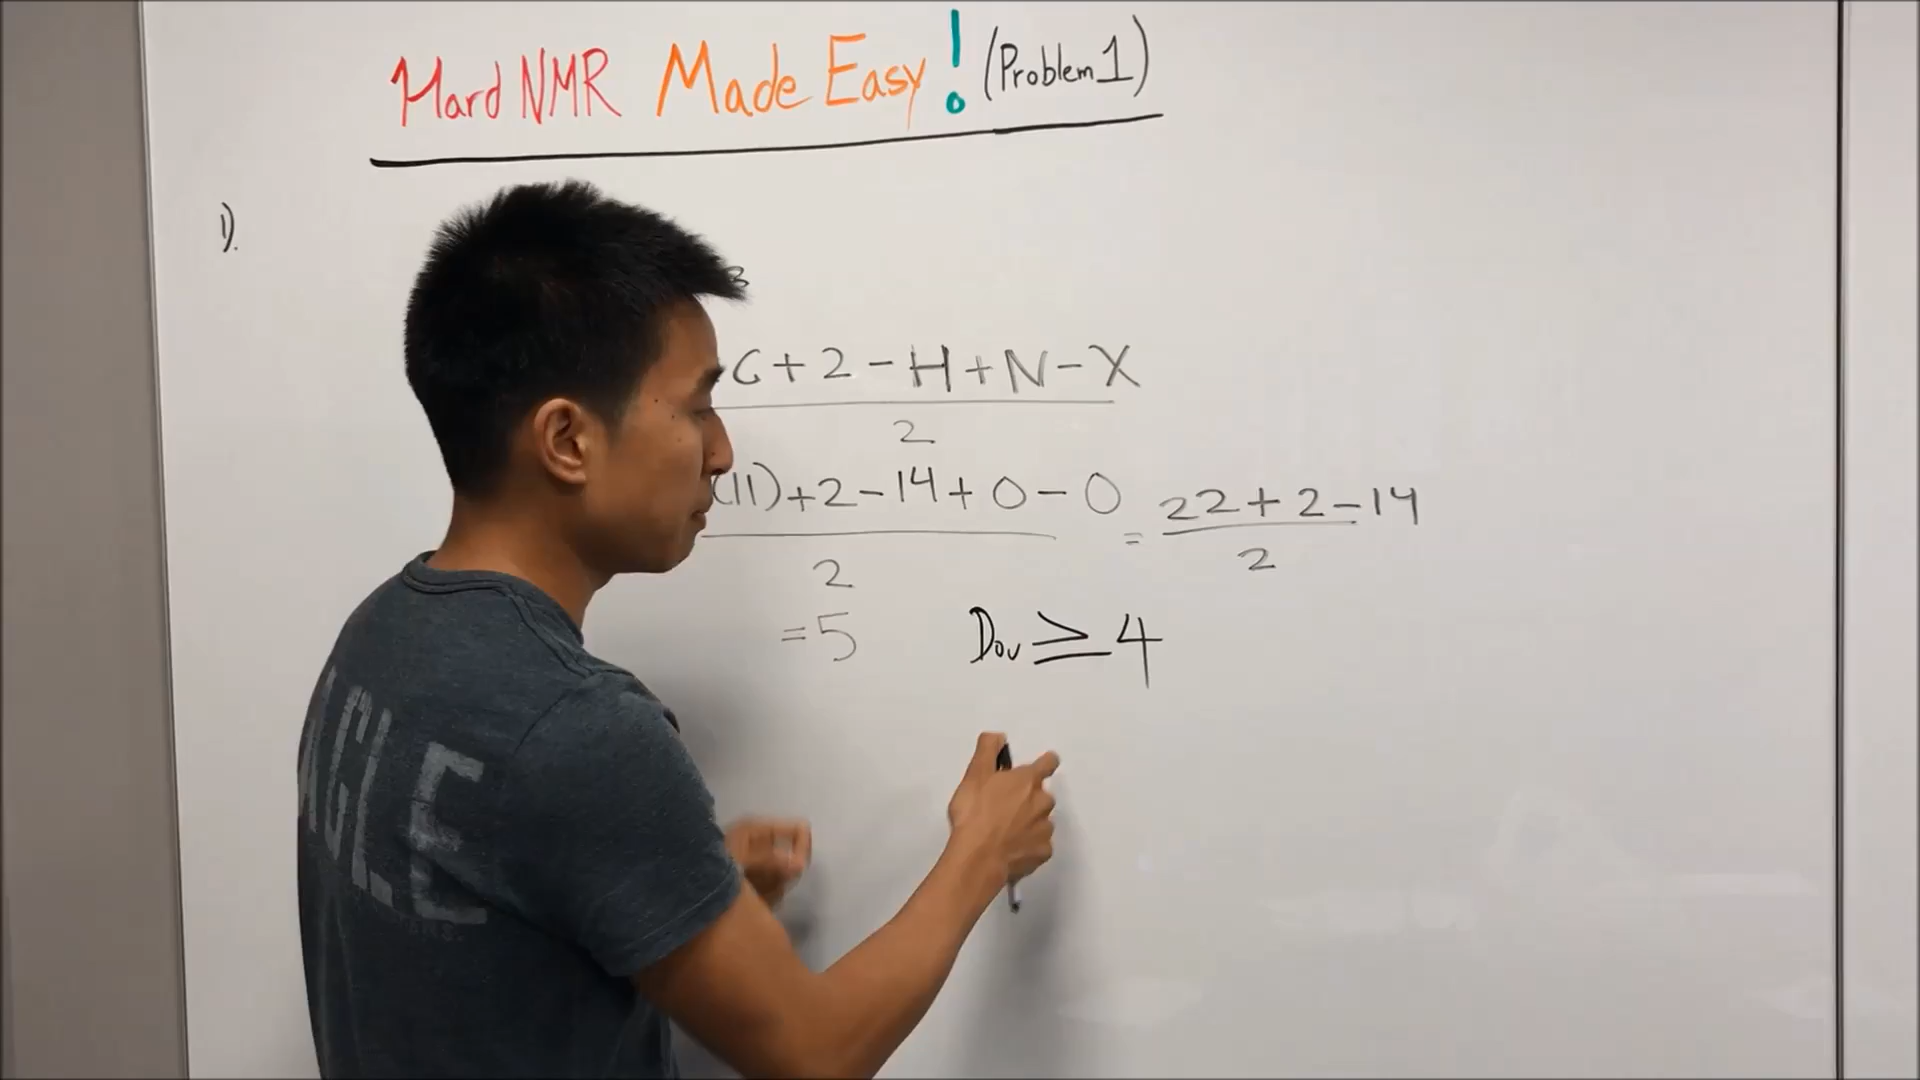 Hard NMR Made Easy! (Problem 1)
1).
3
C + 2 - H + N - X
2
(11) + 2 - 14 + 0 - 0 = 22 + 2 - 14
2
2
= 5
Dou ≥ 4